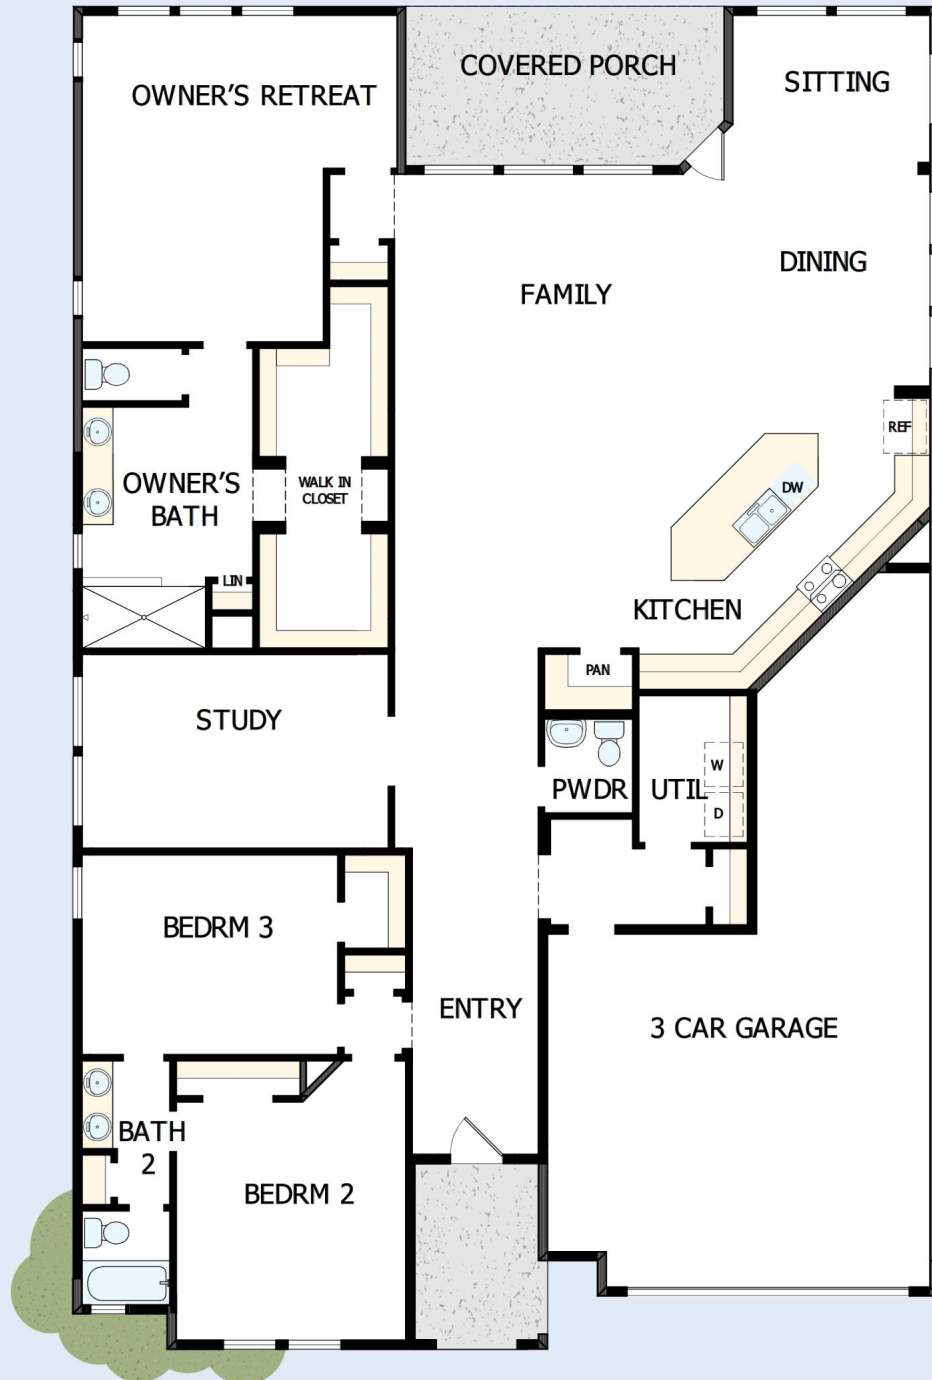 COVERED PORCH
SITTING
OWNER'S RETREAT
DINING
FAMILY
REF
OWNER'S
BATH
WALK IN
CLOSET
DW
LIN
KITCHEN
PAN
STUDY
W
PWDR
UTIL
D
BEDRM 3
ENTRY
3 CAR GARAGE
BATH
2
BEDRM 2